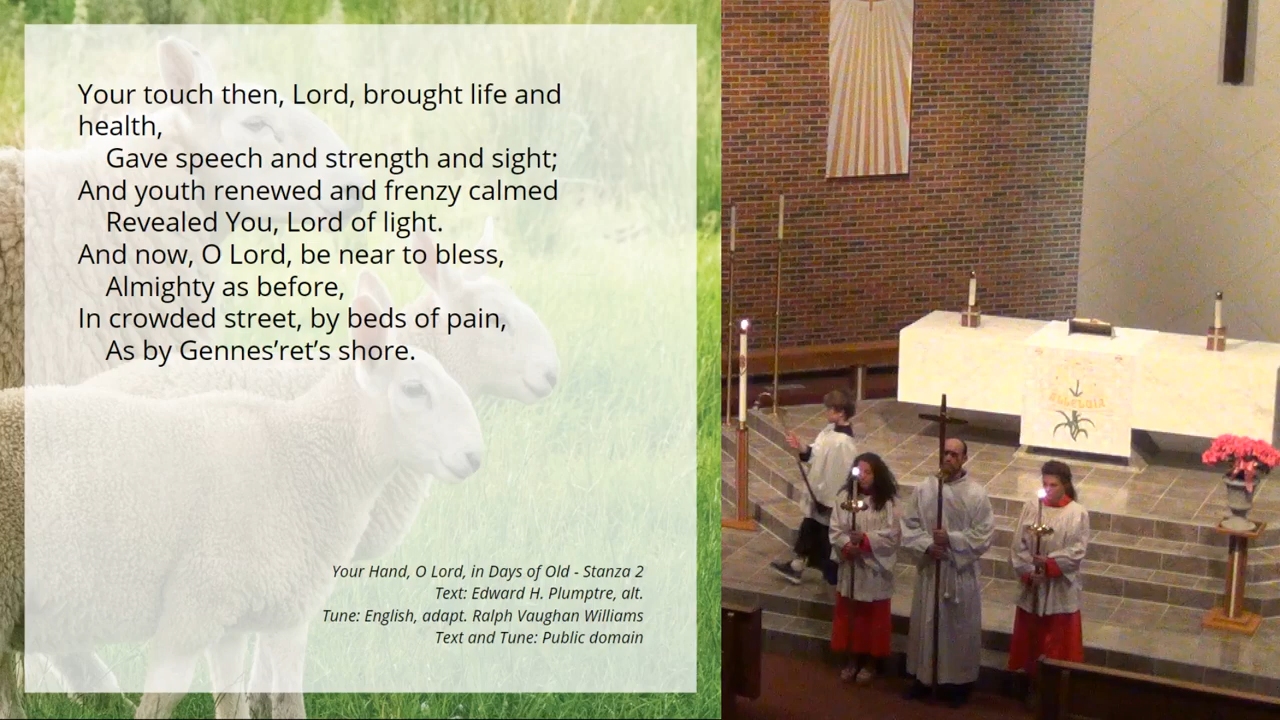 Your touch then, Lord, brought life and
health,
Gave speech and strength and sight;
And youth renewed and frenzy calmed
Revealed You, Lord of light.
And now, O Lord, be near to bless,
Almighty as before,
In crowded street, by beds of pain,
As by Gennes’ret’s shore.
Your Hand, O Lord, in Days of Old - Stanza 2
Text: Edward H. Plumptre, alt.
Tune: English, adapt. Ralph Vaughan Williams
Text and Tune: Public domain
ALLELUIA